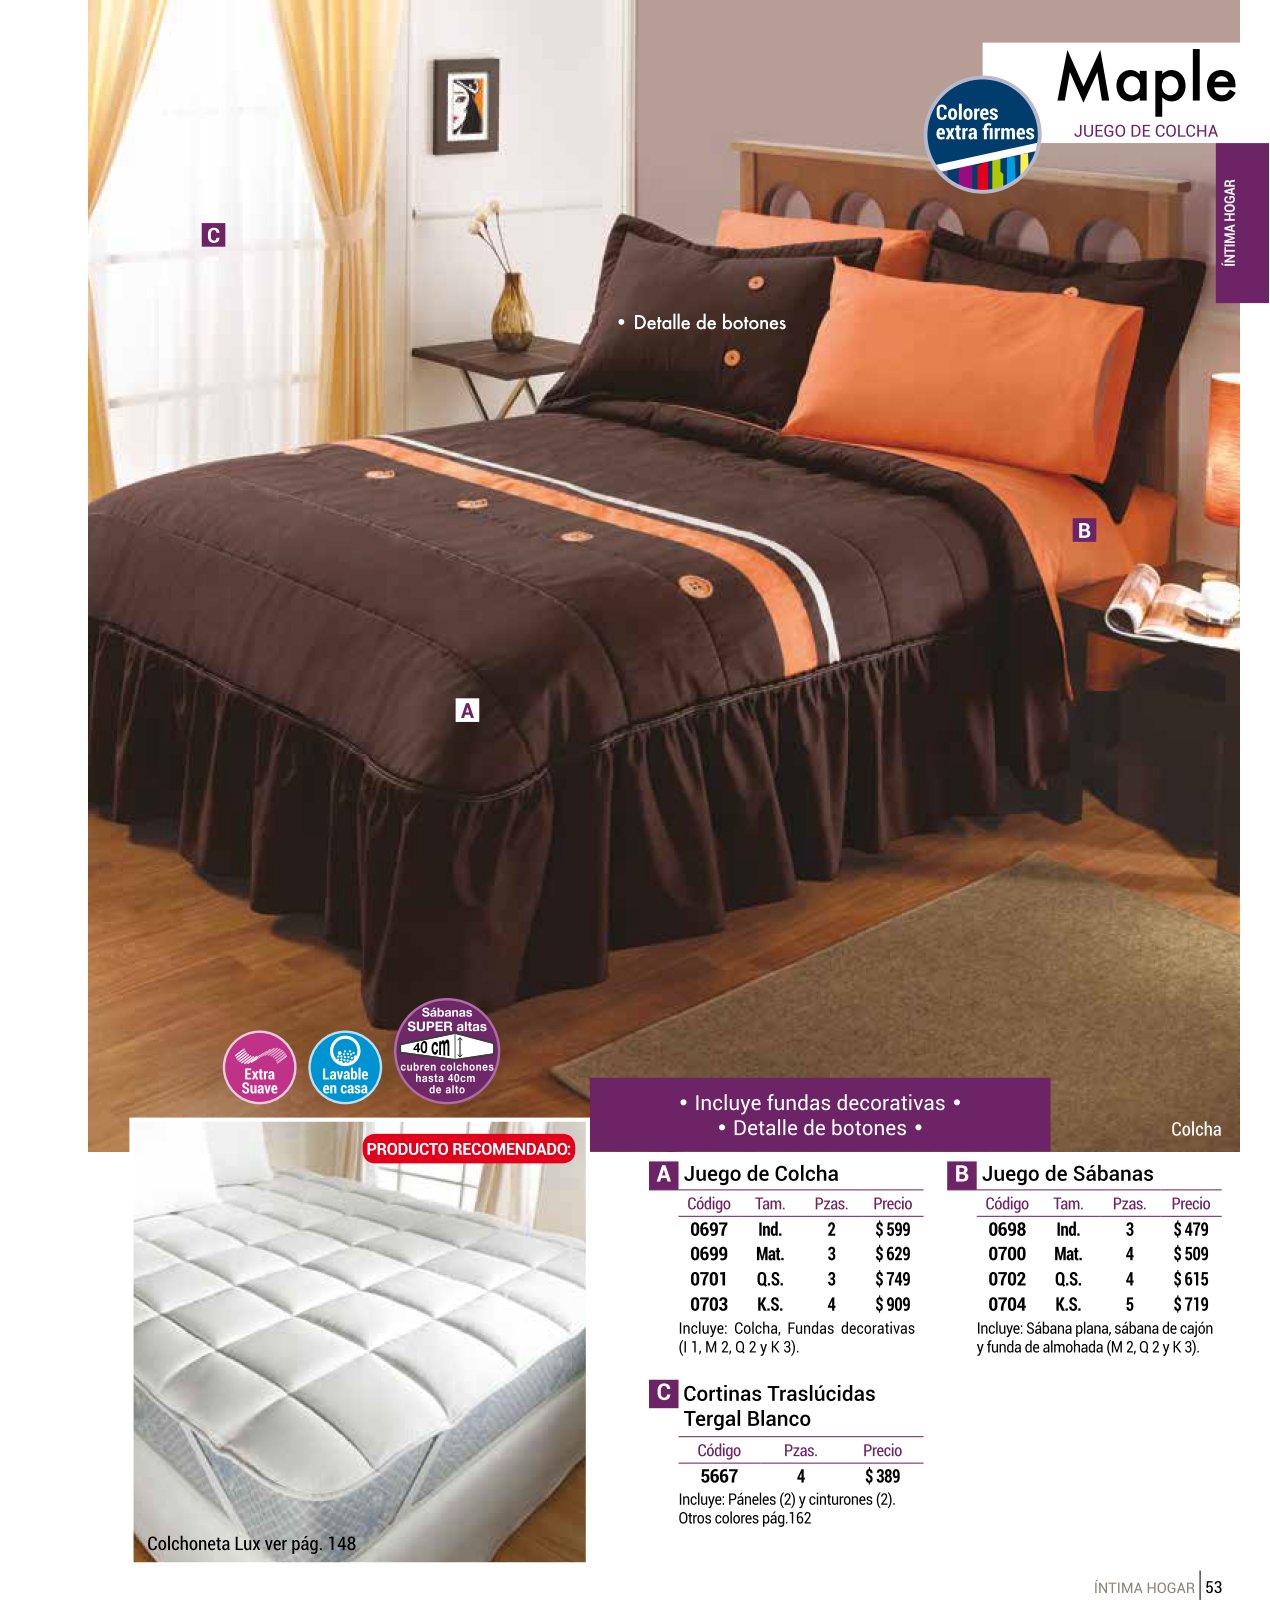 Maple
JUEGO DE COLCHA
Colores
extra firmes
ÍNTIMA HOGAR
C
• Detalle de botones
B
A
Sábanas
SUPER altas
40 cm
cubren colchones
hasta 40cm
de alto
Extra
Suave
Lavable
en casa
• Incluye fundas decorativas •
• Detalle de botones •
Colcha
PRODUCTO RECOMENDADO:
Colchoneta Lux ver pág. 148
A Juego de Colcha
Código Tam. Pzas. Precio
0697 Ind. 2 $ 599
0699 Mat. 3 $ 629
0701 Q.S. 3 $ 749
0703 K.S. 4 $ 909
Incluye: Colcha, Fundas decorativas
(I 1, M 2, Q 2 y K 3).
B Juego de Sábanas
Código Tam. Pzas. Precio
0698 Ind. 3 $ 479
0700 Mat. 4 $ 509
0702 Q.S. 4 $ 615
0704 K.S. 5 $ 719
Incluye: Sábana plana, sábana de cajón
y funda de almohada (M 2, Q 2 y K 3).
C Cortinas Traslúcidas
Tergal Blanco
Código Pzas. Precio
5667 4 $ 389
Incluye: Páneles (2) y cinturones (2).
Otros colores pág.162
ÍNTIMA HOGAR 53